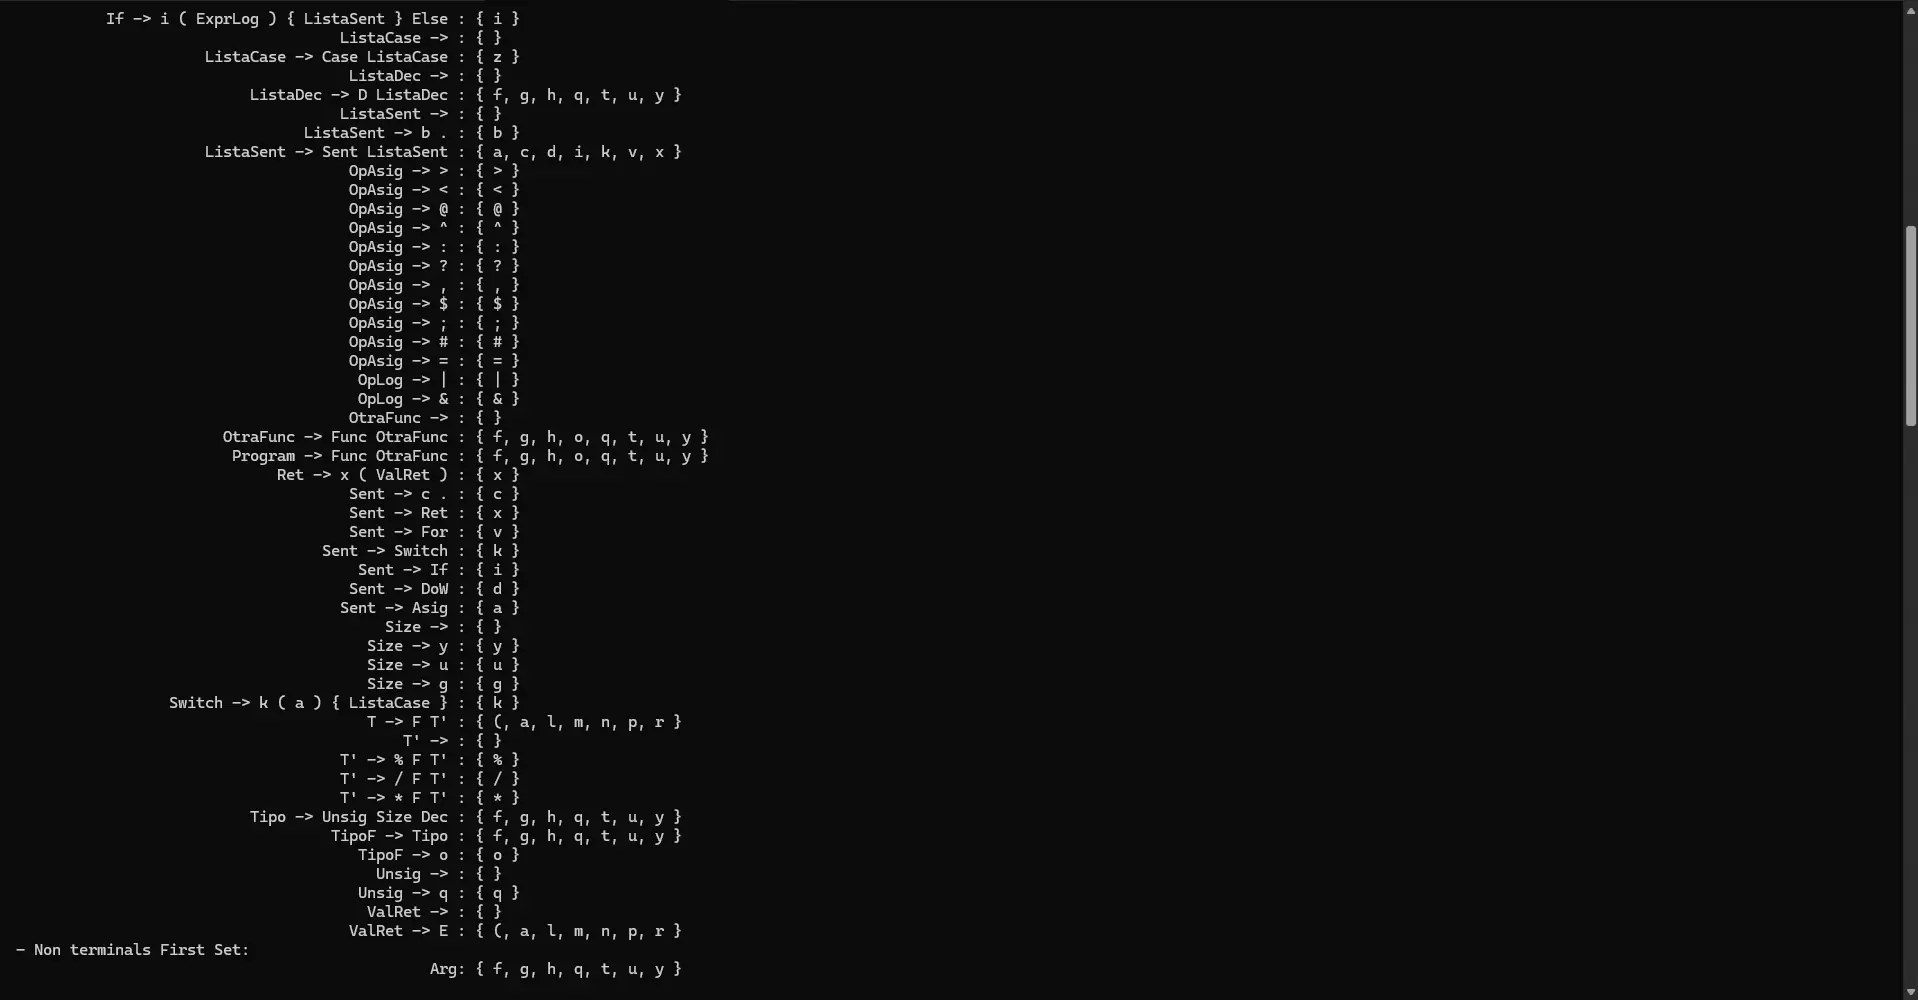 If -> i ( ExprLog ) { ListaSent } Else : { i }
ListaCase -> : { }
ListaCase -> Case ListaCase : { z }
ListaDec -> : { }
ListaDec -> D ListaDec : { f, g, h, q, t, u, y }
ListaSent -> : { }
ListaSent -> b . : { b }
ListaSent -> Sent ListaSent : { a, c, d, i, k, v, x }
OpAsig -> > : { > }
OpAsig -> < : { < }
OpAsig -> @ : { @ }
OpAsig -> ^ : { ^ }
OpAsig -> : : { : }
OpAsig -> ? : { ? }
OpAsig -> , : { , }
OpAsig -> $ : { $ }
OpAsig -> ; : { ; }
OpAsig -> # : { # }
OpAsig -> = : { = }
OpLog -> | : { | }
OpLog -> & : { & }
OtraFunc -> : { }
OtraFunc -> Func OtraFunc : { f, g, h, o, q, t, u, y }
Program -> Func OtraFunc : { f, g, h, o, q, t, u, y }
Ret -> x ( ValRet ) : { x }
Sent -> c . : { c }
Sent -> Ret : { x }
Sent -> For : { v }
Sent -> Switch : { k }
Sent -> If : { i }
Sent -> DoW : { d }
Sent -> Asig : { a }
Size -> : { }
Size -> y : { y }
Size -> u : { u }
Size -> g : { g }
Switch -> k ( a ) { ListaCase } : { k }
T -> F T' : { (, a, l, m, n, p, r }
T' -> : { }
T' -> % F T' : { % }
T' -> / F T' : { / }
T' -> * F T' : { * }
Tipo -> Unsig Size Dec : { f, g, h, q, t, u, y }
TipoF -> Tipo : { f, g, h, q, t, u, y }
TipoF -> o : { o }
Unsig -> : { }
Unsig -> q : { q }
ValRet -> : { }
ValRet -> E : { (, a, l, m, n, p, r }
- Non terminals First Set:
Arg: { f, g, h, q, t, u, y }